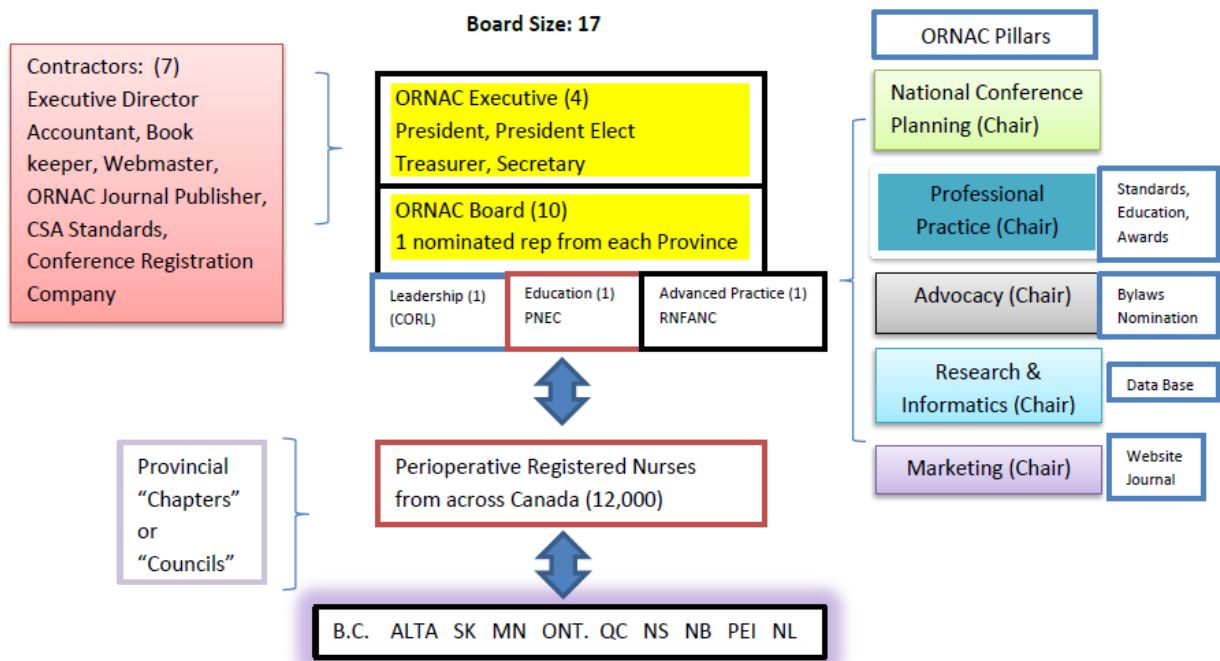 Board Size: 17
Contractors: (7)
Executive Director
Accountant, Book
keeper, Webmaster,
ORNAC Journal Publisher,
CSA Standards,
Conference Registration
Company
ORNAC Executive (4)
President, President Elect
Treasurer, Secretary
ORNAC Board (10)
1 nominated rep from each Province
Leadership (1)
(CORL)
Education (1)
PNEC
Advanced Practice (1)
RNFANC
ORNAC Pillars
National Conference
Planning (Chair)
Professional
Practice (Chair)
Standards,
Education,
Awards
Advocacy (Chair)
Bylaws
Nomination
Research &
Informatics (Chair)
Data Base
Marketing (Chair)
Website
Journal
Provincial
“Chapters”
or
“Councils”
Perioperative Registered Nurses
from across Canada (12,000)
B.C. ALTA SK MN ONT. QC NS NB PEI NL